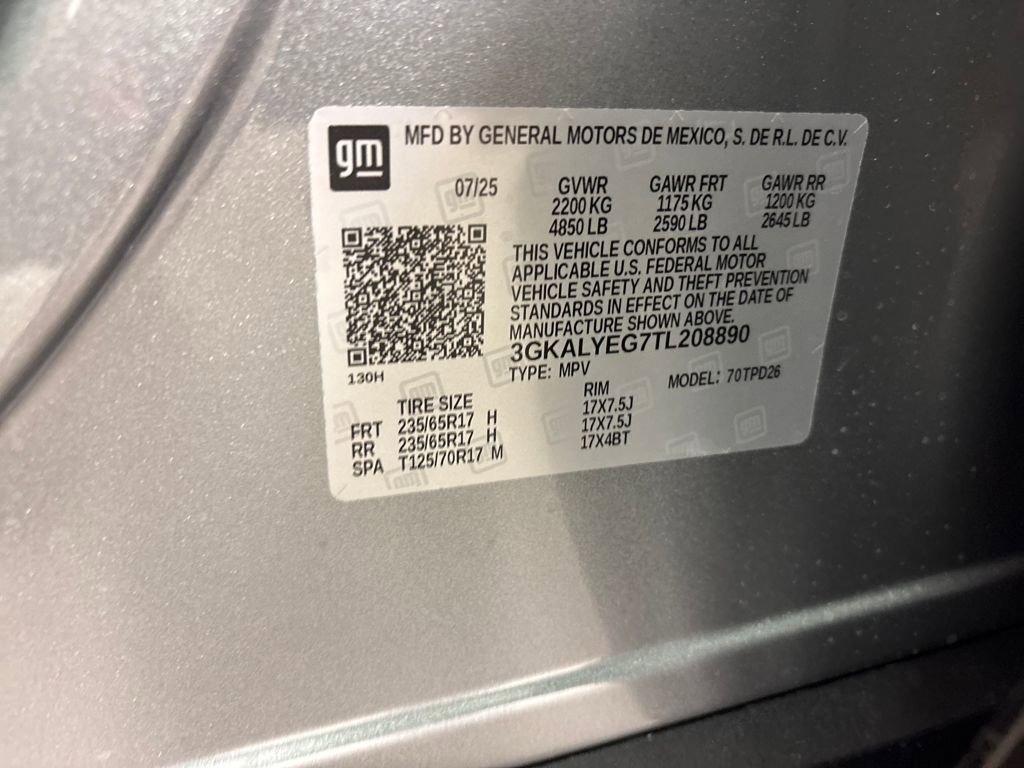 gm
MFD BY GENERAL MOTORS DE MEXICO, S. DE R.L. DE C.V.
07/25 GVWR GAWR FRT GAWR RR
2200 KG 1175 KG 1200 KG
4850 LB 2590 LB 2645 LB
THIS VEHICLE CONFORMS TO ALL
APPLICABLE U.S. FEDERAL MOTOR
VEHICLE SAFETY AND THEFT PREVENTION
STANDARDS IN EFFECT ON THE DATE OF
MANUFACTURE SHOWN ABOVE.
3GKALYEG7TL208890
130H
TYPE: MPV MODEL: 70TPD26
TIRE SIZE RIM
FRT 235/65R17 H 17X7.5J
RR 235/65R17 H 17X7.5J
SPA T125/70R17 M 17X4BT